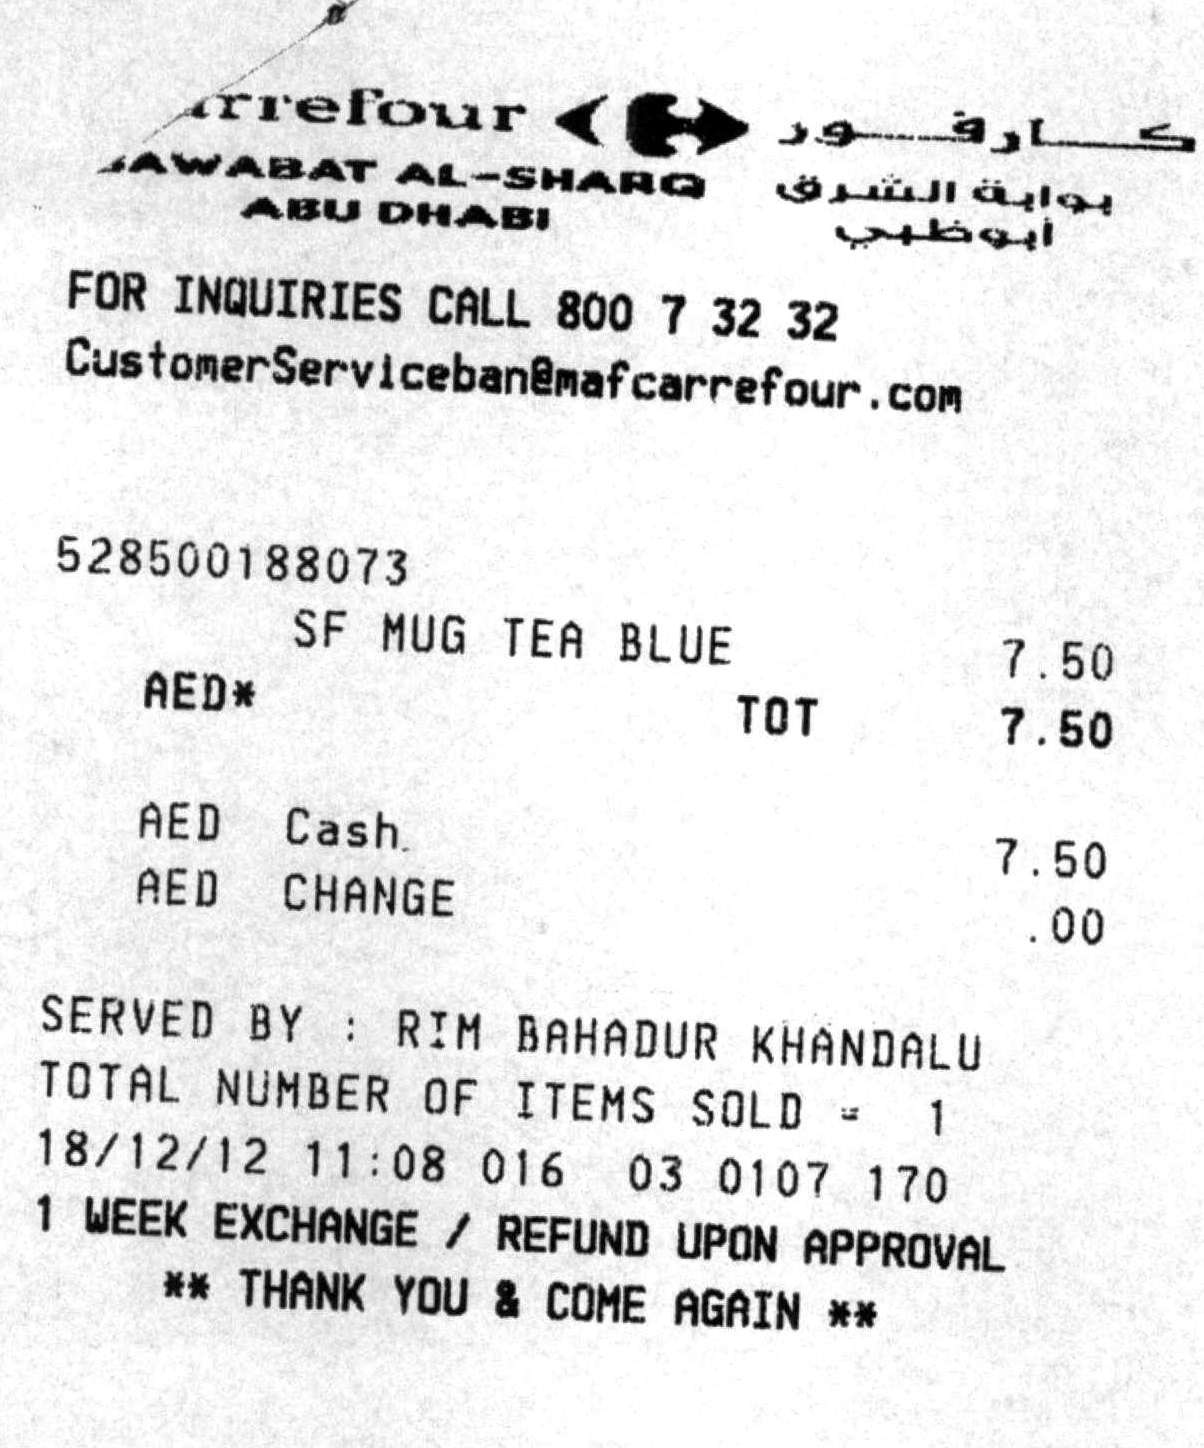 arrefour كارفور
BAWABAT AL-SHARQ بوابة الشرق
ABU DHABI أبوظبي
FOR INQUIRIES CALL 800 7 32 32
CustomerServiceban@mafcarrefour.com
528500188073
SF MUG TEA BLUE 7.50
AED* TOT 7.50
AED Cash 7.50
AED CHANGE .00
SERVED BY : RIM BAHADUR KHANDALU
TOTAL NUMBER OF ITEMS SOLD = 1
18/12/12 11:08 016 03 0107 170
1 WEEK EXCHANGE / REFUND UPON APPROVAL
** THANK YOU & COME AGAIN **